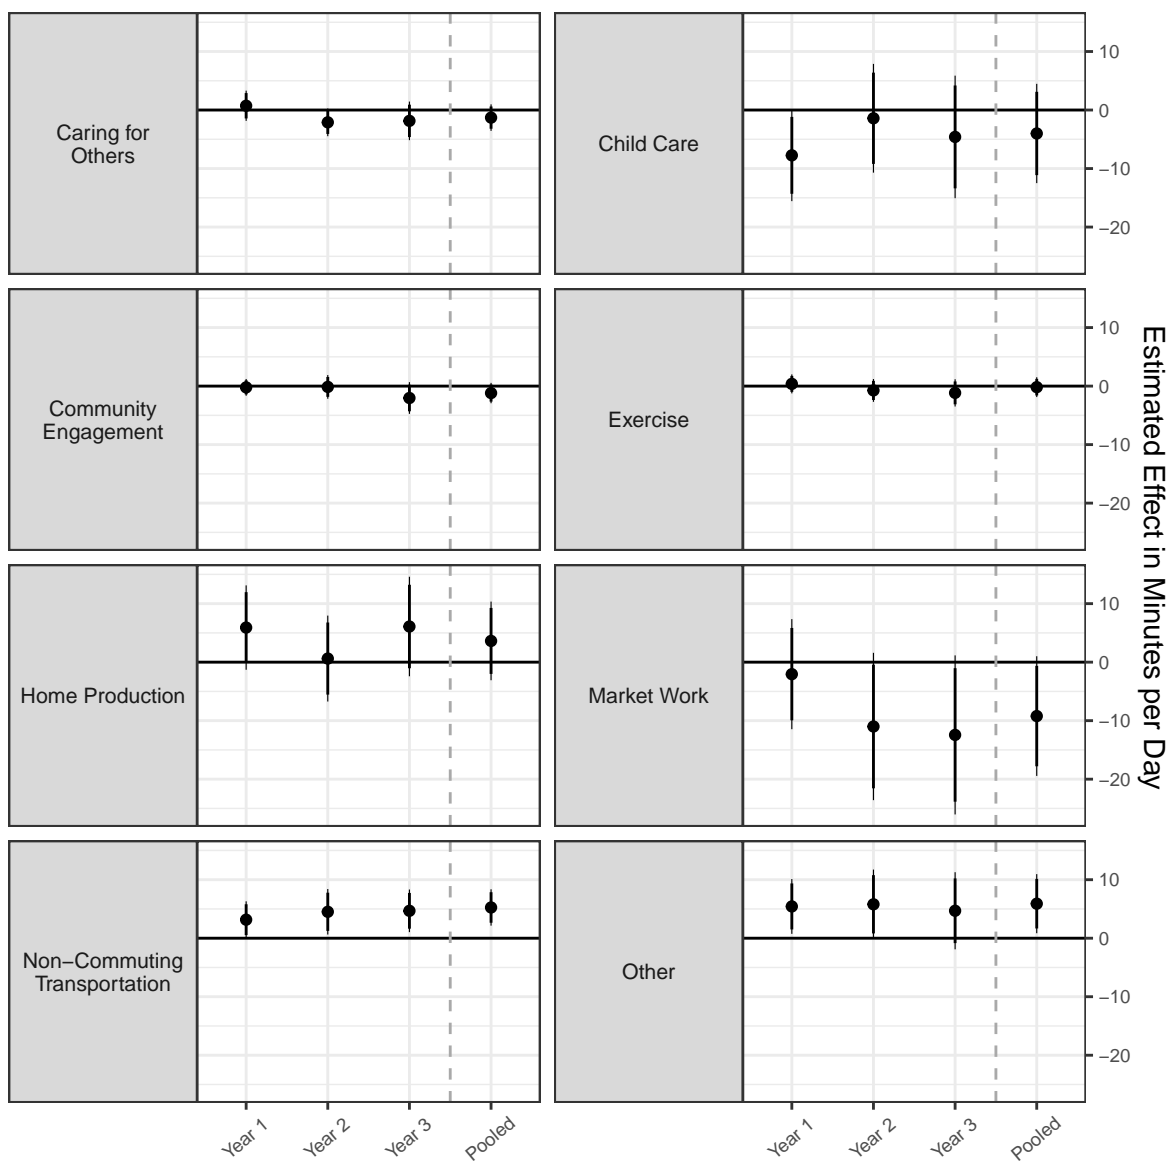 Caring for
Others
Child Care
10
0
−10
−20
Community
Engagement
Exercise
10
0
−10
−20
Home Production
Market Work
10
0
−10
−20
Non−Commuting
Transportation
Other
10
0
−10
−20
Year 1
Year 2
Year 3
Pooled
Year 1
Year 2
Year 3
Pooled
Estimated Effect in Minutes per Day